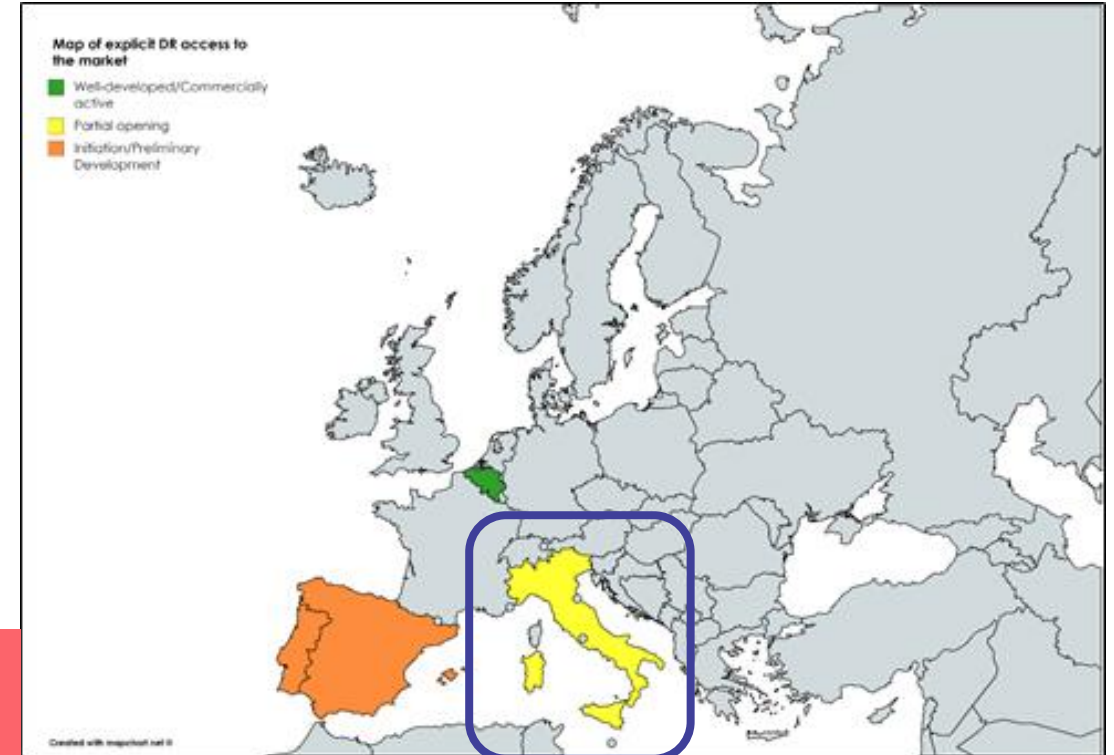 Map of explicit DR access to
the market
Well-developed/Commercially
active
Partial opening
Initiation/Preliminary
Development
Created with mapchart.net ©